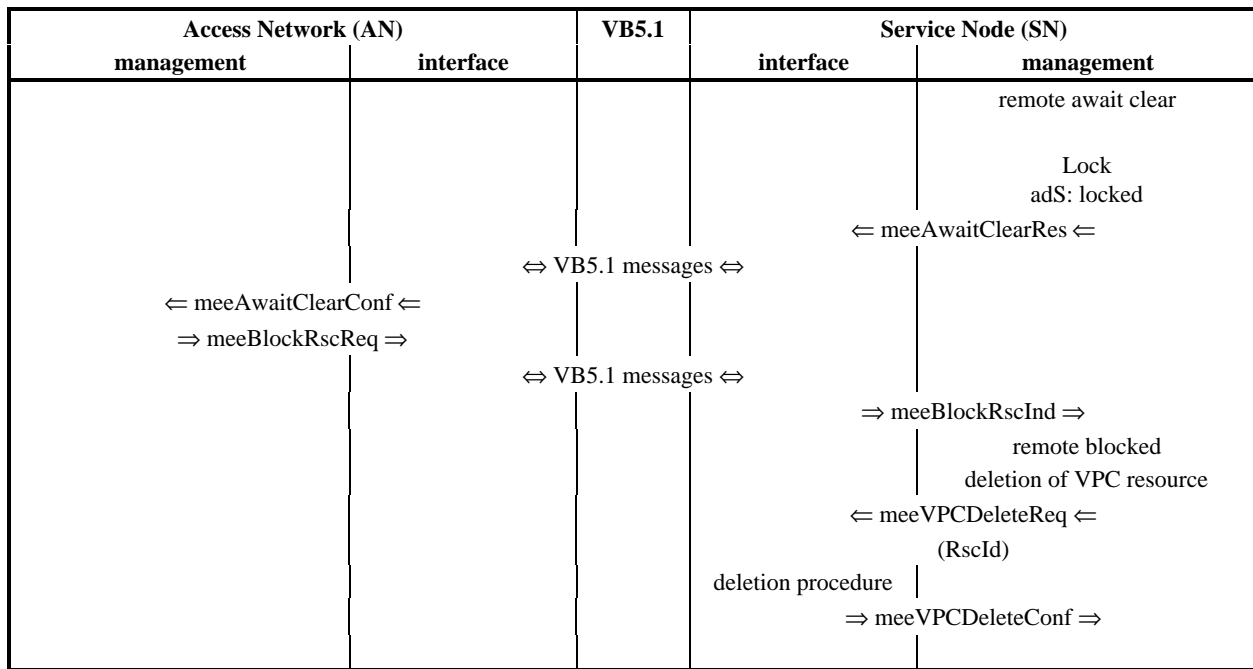 Access Network (AN) VB5.1 Service Node (SN)
management interface interface management
remote await clear
Lock
adS: locked
⇐ meeAwaitClearRes ⇐
⇔ VB5.1 messages ⇔
⇐ meeAwaitClearConf ⇐
⇒ meeBlockRscReq ⇒
⇔ VB5.1 messages ⇔
⇒ meeBlockRscInd ⇒
remote blocked
deletion of VPC resource
⇐ meeVPCDeleteReq ⇐
(RscId)
deletion procedure
⇒ meeVPCDeleteConf ⇒